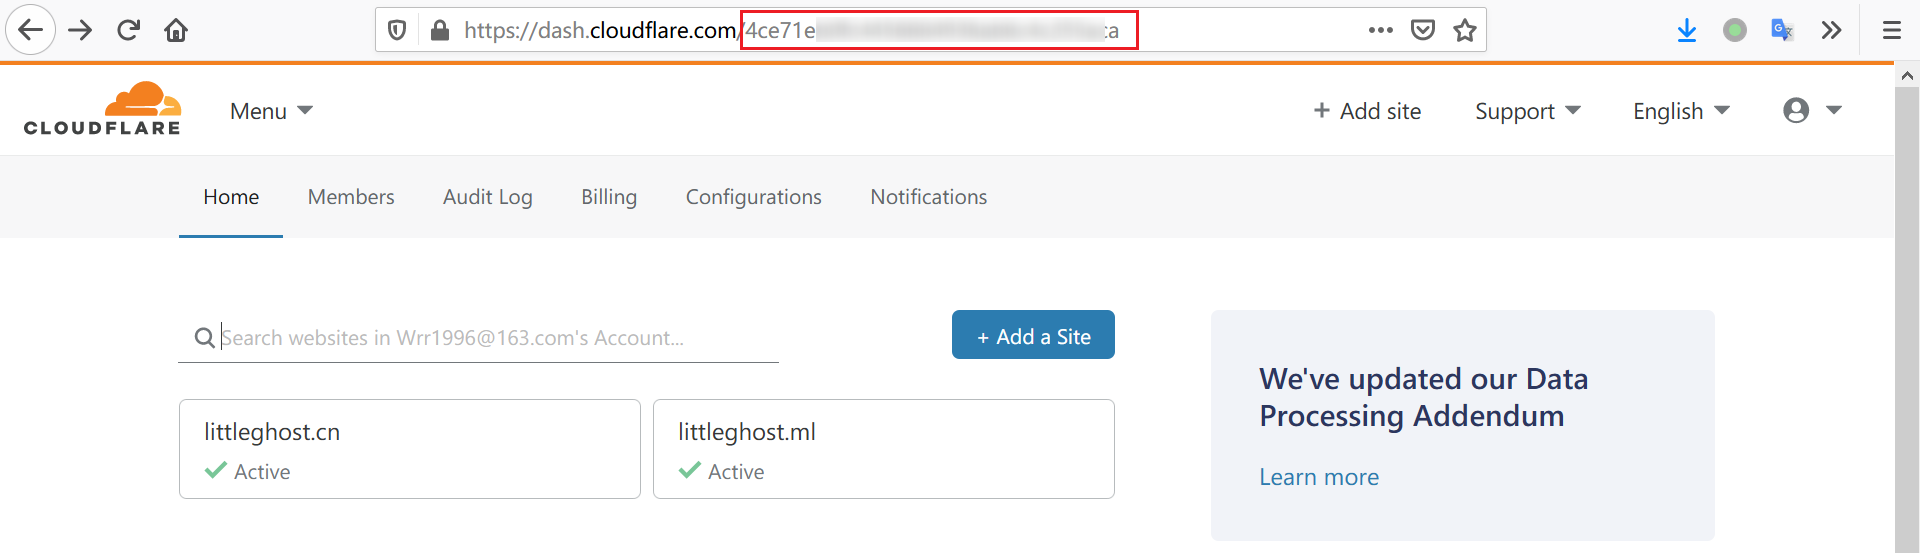 https://dash.cloudflare.com/4ce71e ca
CLOUDFLARE
Menu
+ Add site
Support
English
Home
Members
Audit Log
Billing
Configurations
Notifications
Search websites in Wrr1996@163.com's Account...
+ Add a Site
littleghost.cn
Active
littleghost.ml
Active
We've updated our Data
Processing Addendum
Learn more